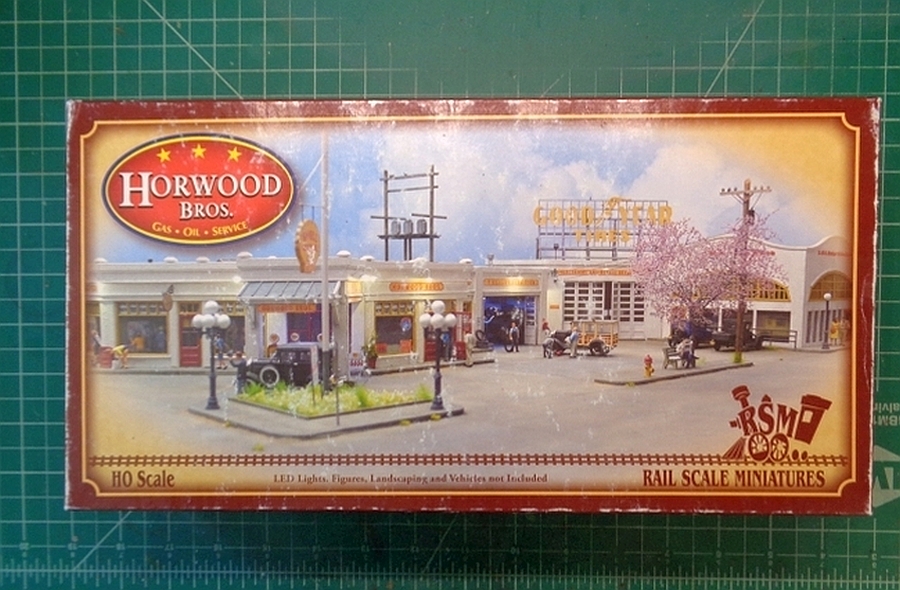 HORWOOD
BROS.
GAS • OIL • SERVICE
GOOD YEAR
TIRES
RSM
HO Scale
LED Lights, Figures, Landscaping and Vehicles not Included
RAIL SCALE MINIATURES